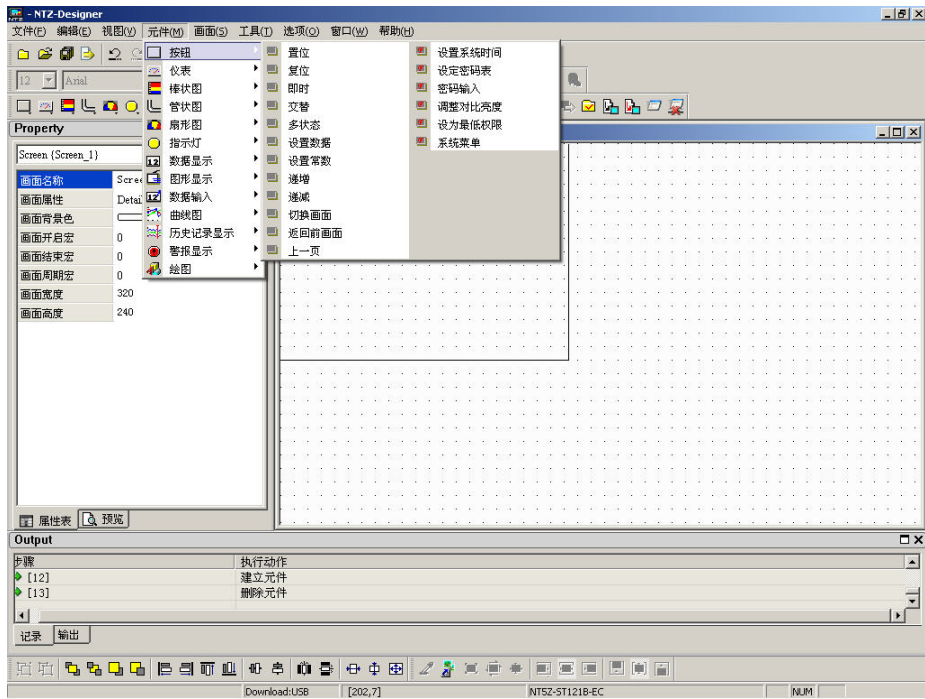 - NTZ-Designer
文件(F) 编辑(E) 视图(V) 元件(M) 画面(S) 工具(T) 选项(O) 窗口(W) 帮助(H)
12 Arial
Property
Screen {Screen_1}
画面名称
画面属性
画面背景色
画面开启宏 0
画面结束宏 0
画面周期宏 0
画面宽度 320
画面高度 240
按钮
仪表
棒状图
管状图
扇形图
指示灯
数据显示
图形显示
数据输入
曲线图
历史记录显示
警报显示
绘图
置位
复位
即时
交替
多状态
设置数据
设置常数
递增
递减
切换画面
返回前画面
上一页
设置系统时间
设定密码表
密码输入
调整对比亮度
设为最低权限
系统菜单
属性表 预览
Output
步骤 执行动作
[12] 建立元件
[13] 删除元件
记录 输出
Download:USB [202,7] NT5Z-ST121B-EC NUM